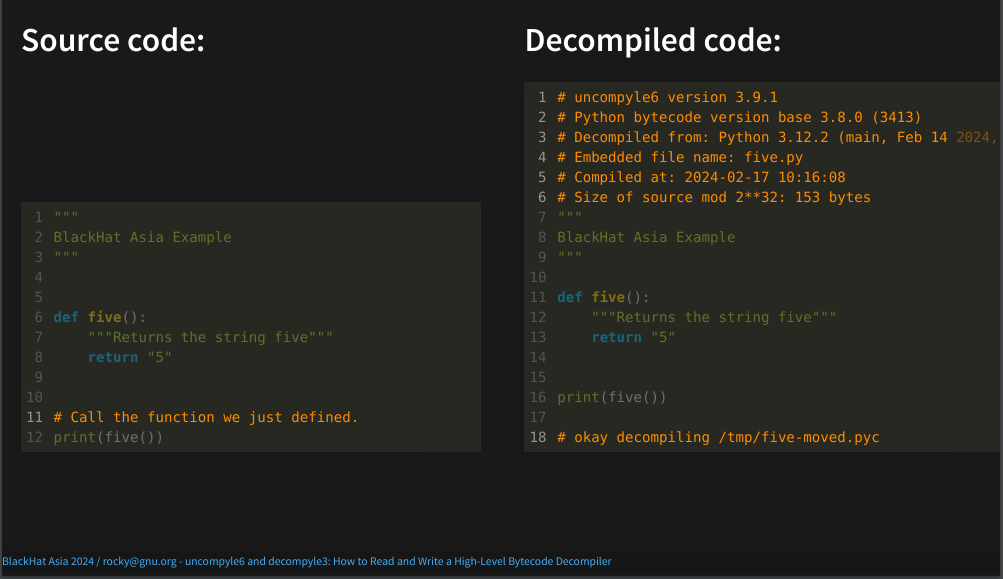 Source code:
1 """
2 BlackHat Asia Example
3 """
4
5
6 def five():
7     """Returns the string five"""
8     return "5"
9
10
11 # Call the function we just defined.
12 print(five())
Decompiled code:
1 # uncompyle6 version 3.9.1
2 # Python bytecode version base 3.8.0 (3413)
3 # Decompiled from: Python 3.12.2 (main, Feb 14 2024,
4 # Embedded file name: five.py
5 # Compiled at: 2024-02-17 10:16:08
6 # Size of source mod 2**32: 153 bytes
7 """
8 BlackHat Asia Example
9 """
10
11 def five():
12     """Returns the string five"""
13     return "5"
14
15
16 print(five())
17
18 # okay decompiling /tmp/five-moved.pyc
BlackHat Asia 2024 / rocky@gnu.org - uncompyle6 and decompyle3: How to Read and Write a High-Level Bytecode Decompiler